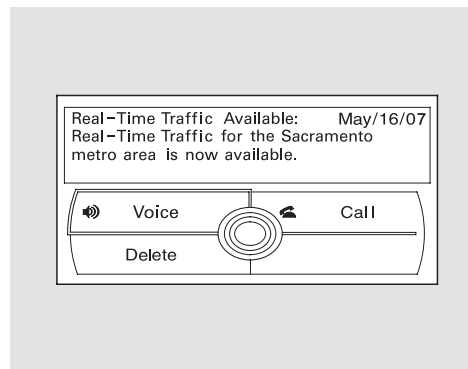 Real-Time Traffic Available: May/16/07
Real-Time Traffic for the Sacramento
metro area is now available.
Voice Call
Delete